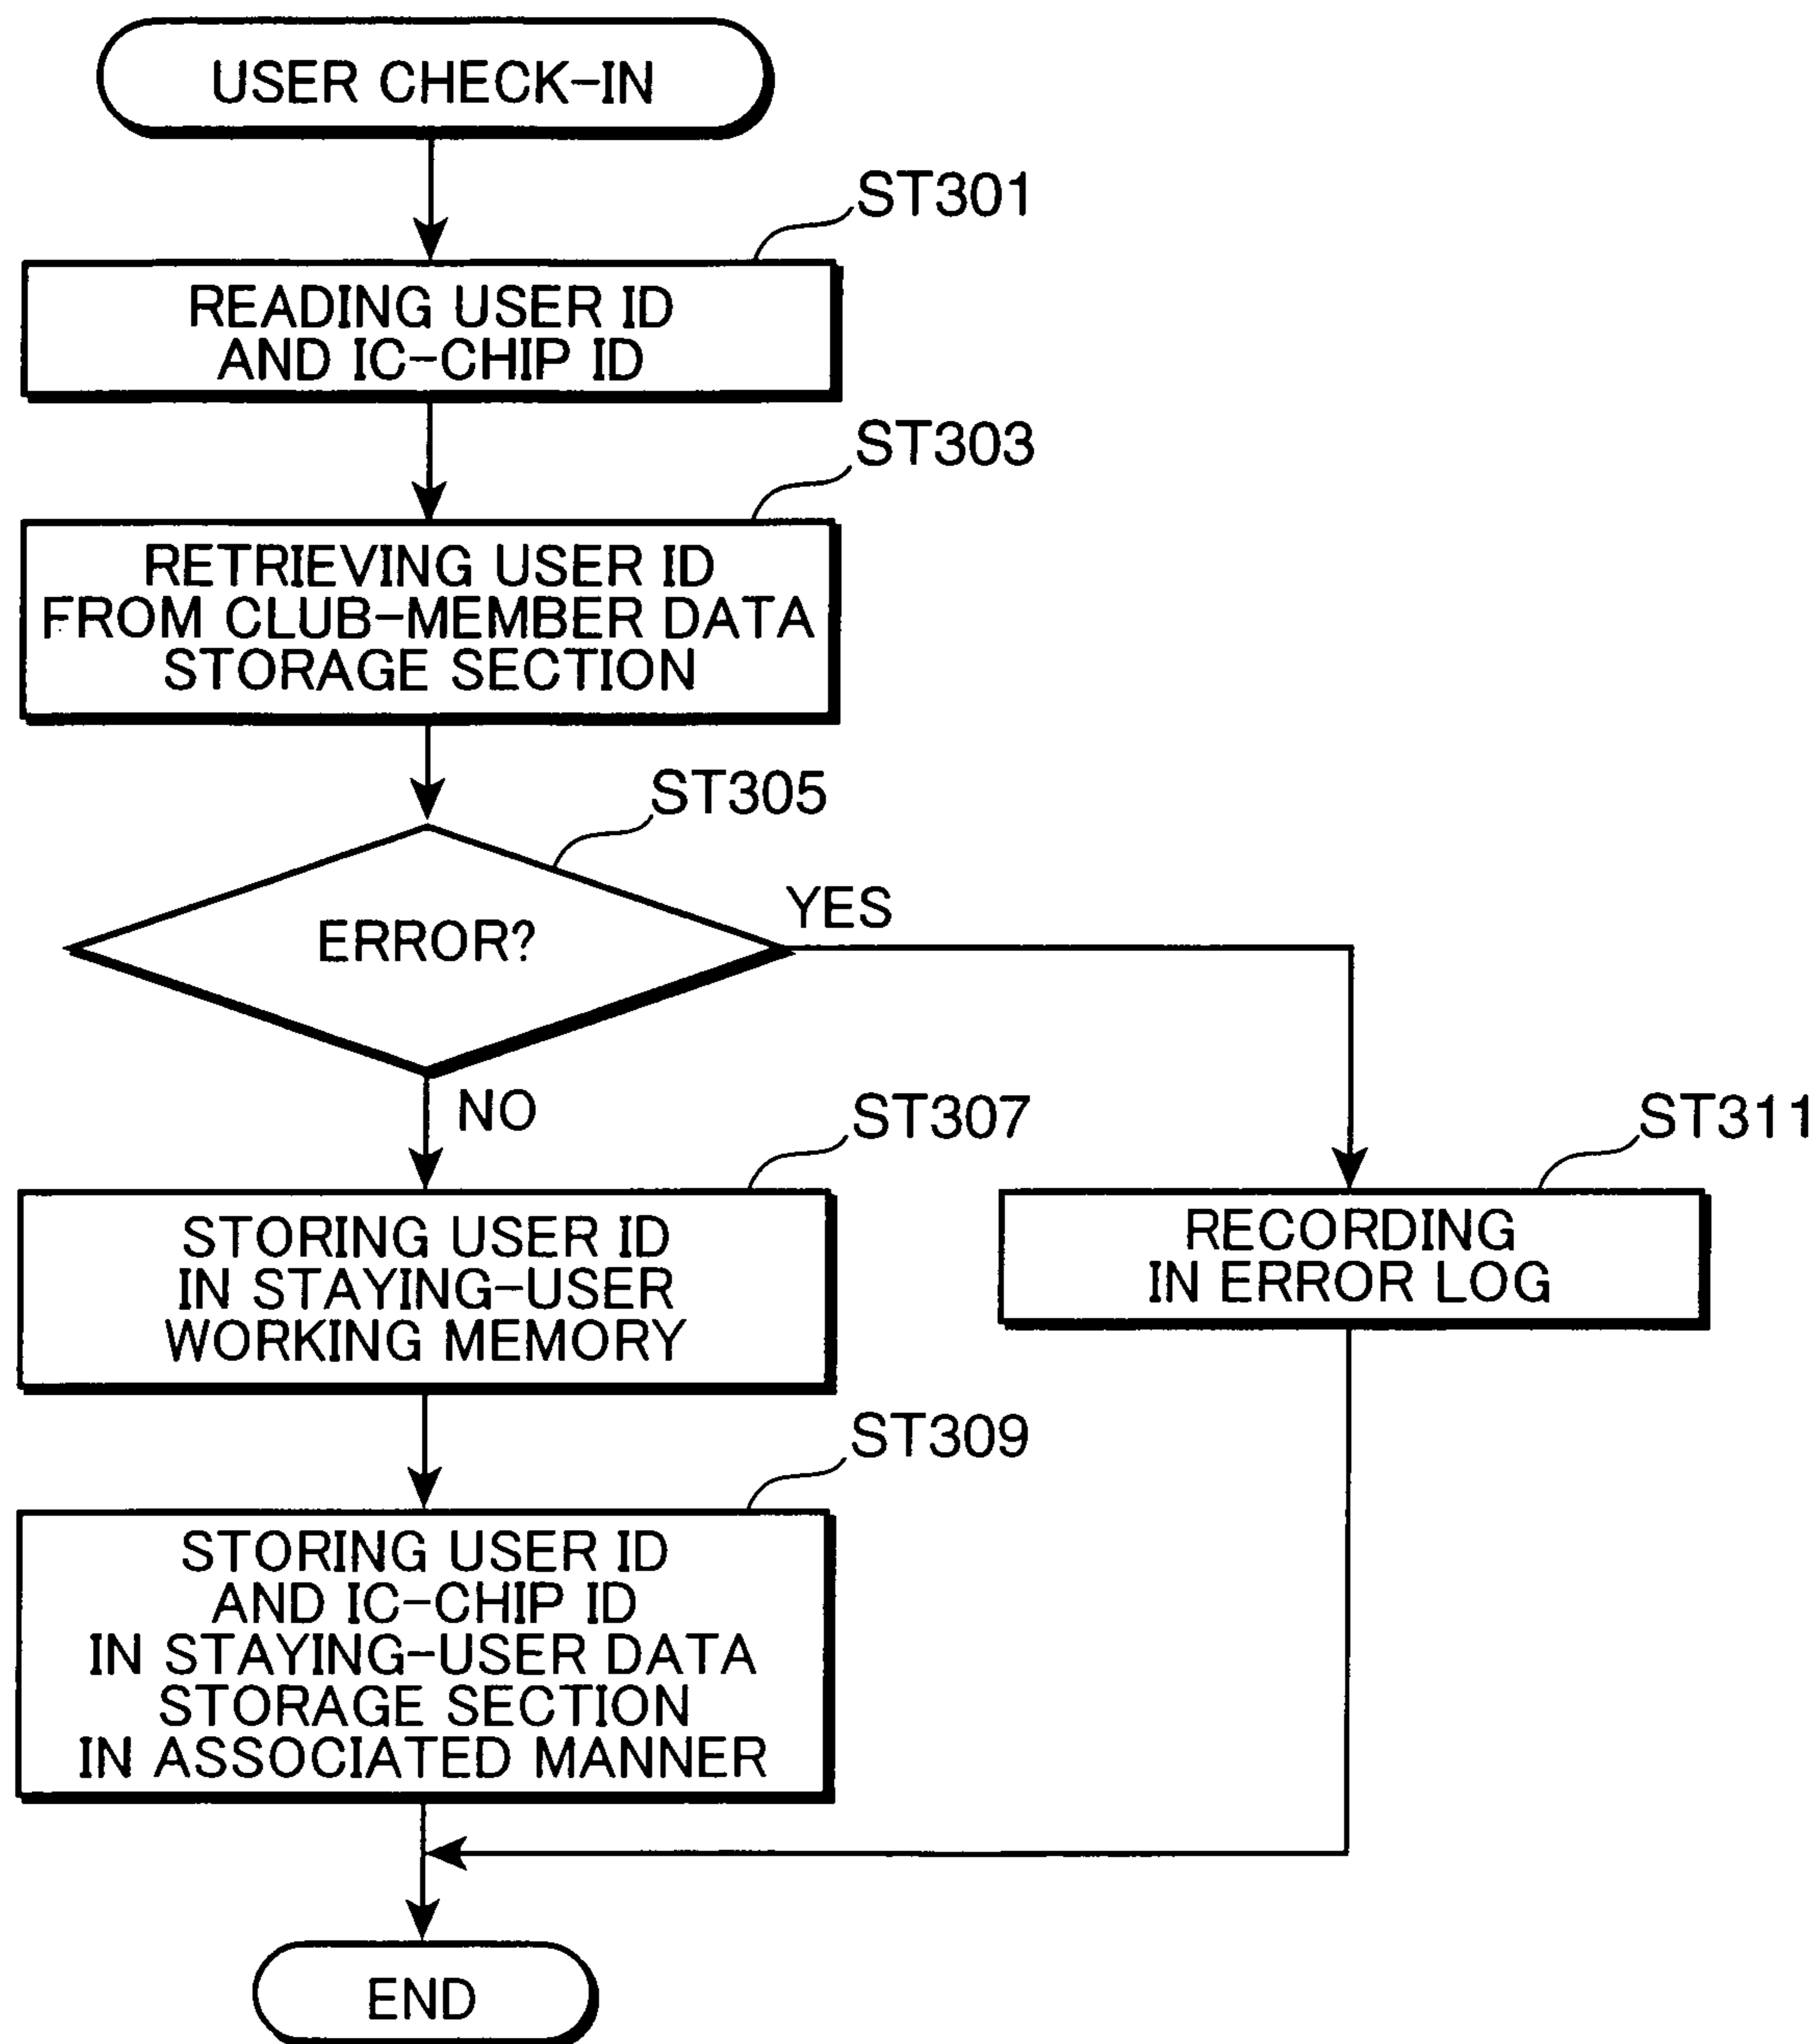 USER CHECK-IN
ST301
READING USER ID
AND IC-CHIP ID
ST303
RETRIEVING USER ID
FROM CLUB-MEMBER DATA
STORAGE SECTION
ST305
ERROR?
YES
NO
ST307
STORING USER ID
IN STAYING-USER
WORKING MEMORY
ST311
RECORDING
IN ERROR LOG
ST309
STORING USER ID
AND IC-CHIP ID
IN STAYING-USER DATA
STORAGE SECTION
IN ASSOCIATED MANNER
END